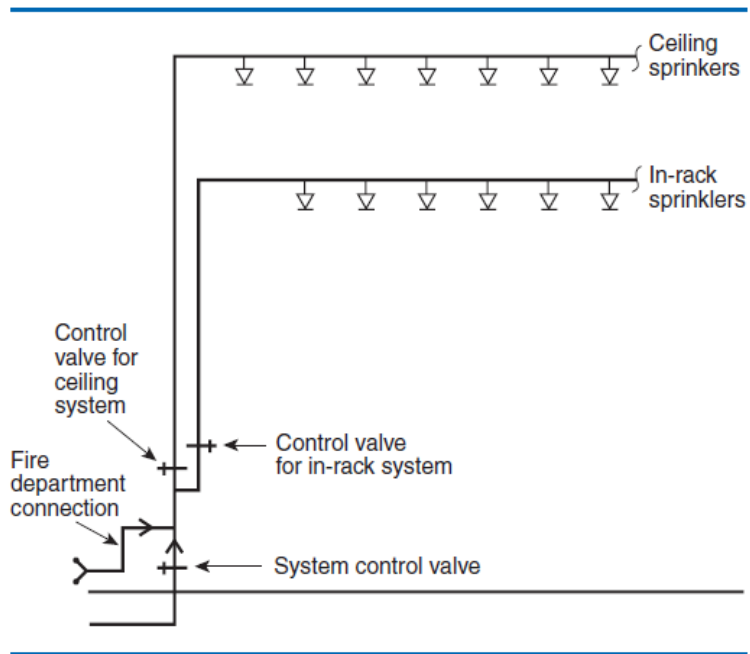 Ceiling
sprinkers
In-rack
sprinklers
Control
valve for
ceiling
system
Control valve
for in-rack system
Fire
department
connection
System control valve